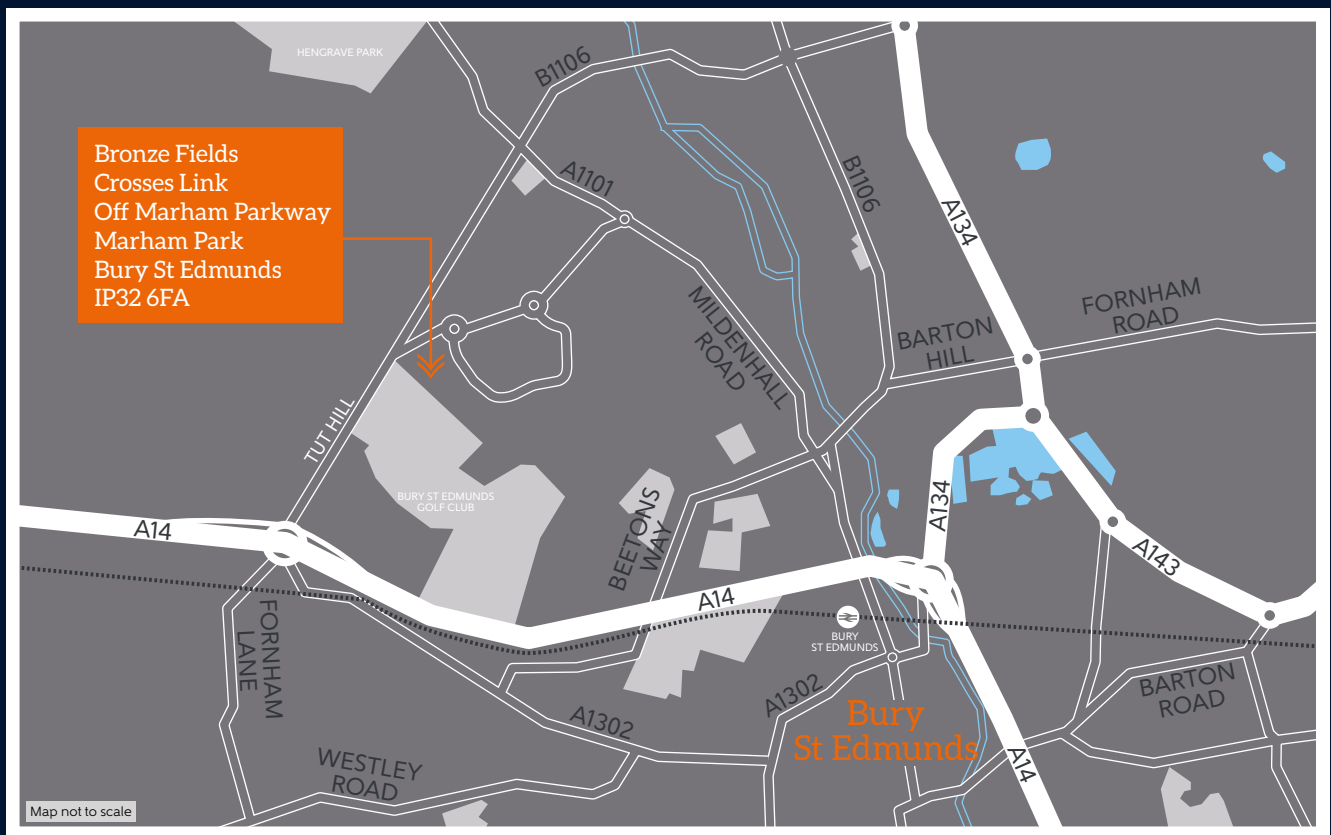 HENGRAVE PARK
B1106
Bronze Fields
Crosses Link
Off Marham Parkway
Marham Park
Bury St Edmunds
IP32 6FA
A1101
B1106
A134
MILDENHALL
ROAD
BARTON
HILL
FORNHAM
ROAD
TUT HILL
BURY ST EDMUNDS
GOLF CLUB
BEETONS
WAY
A134
A14
A14
A143
FORNHAM
LANE
BURY
ST EDMUNDS
A1302
A1302
Bury
St Edmunds
BARTON
ROAD
WESTLEY
ROAD
A14
Map not to scale